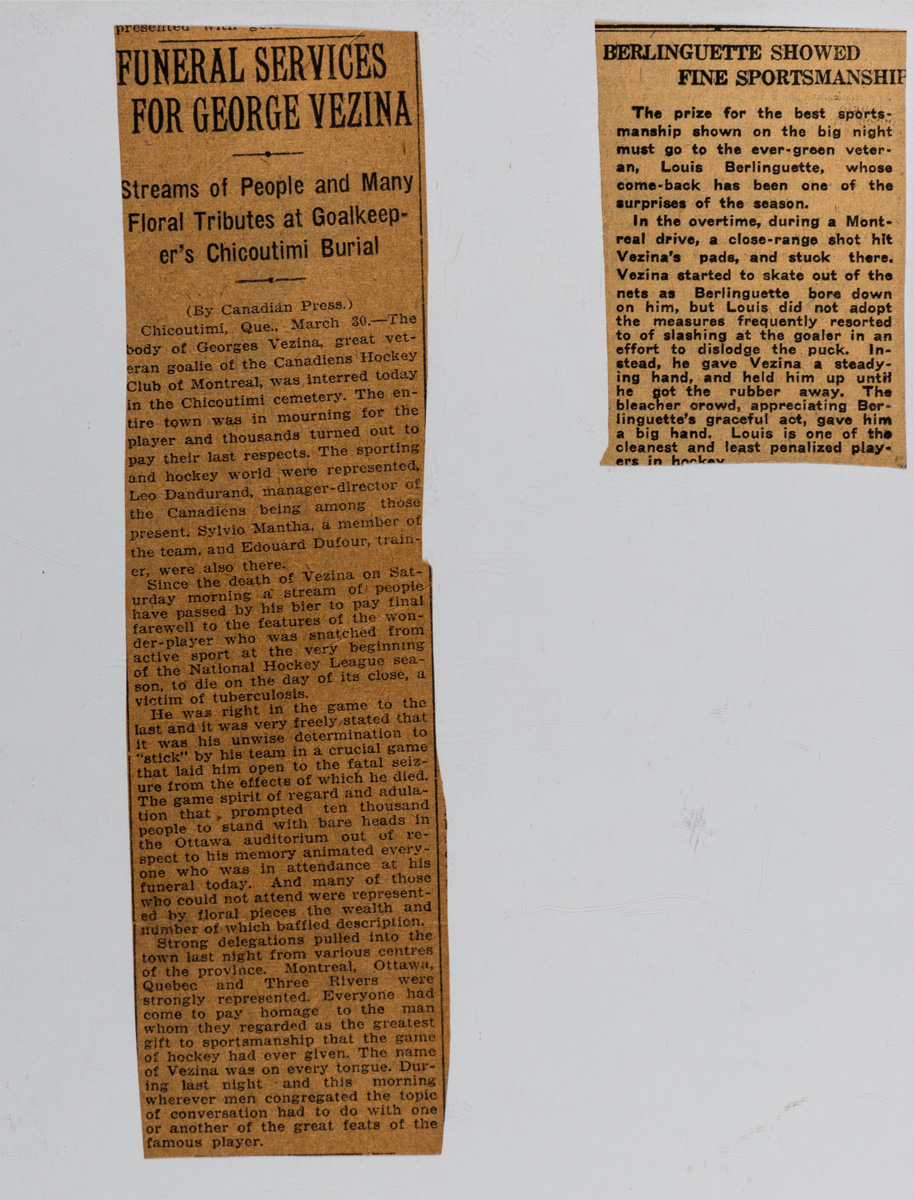 presented with
FUNERAL SERVICES
FOR GEORGE VEZINA
Streams of People and Many
Floral Tributes at Goalkeep-
er's Chicoutimi Burial
(By Canadian Press.)
Chicoutimi, Que., March 30.—The
body of Georges Vezina, great vet-
eran goalie of the Canadiens Hockey
Club of Montreal, was interred today
in the Chicoutimi cemetery. The en-
tire town was in mourning for the
player and thousands turned out to
pay their last respects. The sporting
and hockey world were represented,
Leo Dandurand, manager-director of
the Canadiens being among those
present. Sylvio Mantha, a member of
the team, and Edouard Dufour, train-
er, were also there.
Since the death of Vezina on Sat-
urday morning a stream of people
have passed by his bier to pay final
farewell to the features of the won-
der-player who was snatched from
active sport at the very beginning
of the National Hockey League sea-
son, to die on the day of its close, a
victim of tuberculosis.
He was right in the game to the
last and it was very freely stated that
it was his unwise determination to
"stick" by his team in a crucial game
that laid him open to the fatal seiz-
ure from the effects of which he died.
The game spirit of regard and adula-
tion that prompted ten thousand
people to stand with bare heads in
the Ottawa auditorium out of re-
spect to his memory animated every-
one who was in attendance at his
funeral today. And many of those
who could not attend were represent-
ed by floral pieces the wealth and
number of which baffled description.
Strong delegations pulled into the
town last night from various centres
of the province. Montreal, Ottawa,
Quebec and Three Rivers were
strongly represented. Everyone had
come to pay homage to the man
whom they regarded as the greatest
gift to sportsmanship that the game
of hockey had ever given. The name
of Vezina was on every tongue. Dur-
ing last night and this morning
wherever men congregated the topic
of conversation had to do with one
or another of the great feats of the
famous player.
BERLINGUETTE SHOWED
FINE SPORTSMANSHIP
The prize for the best sports-
manship shown on the big night
must go to the ever-green veter-
an, Louis Berlinguette, whose
come-back has been one of the
surprises of the season.
In the overtime, during a Mont-
real drive, a close-range shot hit
Vezina's pads, and stuck there.
Vezina started to skate out of the
nets as Berlinguette bore down
on him, but Louis did not adopt
the measures frequently resorted
to of slashing at the goaler in an
effort to dislodge the puck. In-
stead, he gave Vezina a steady-
ing hand, and held him up until
he got the rubber away. The
bleacher crowd, appreciating Ber-
linguette's graceful act, gave him
a big hand. Louis is one of the
cleanest and least penalized play-
ers in hockey